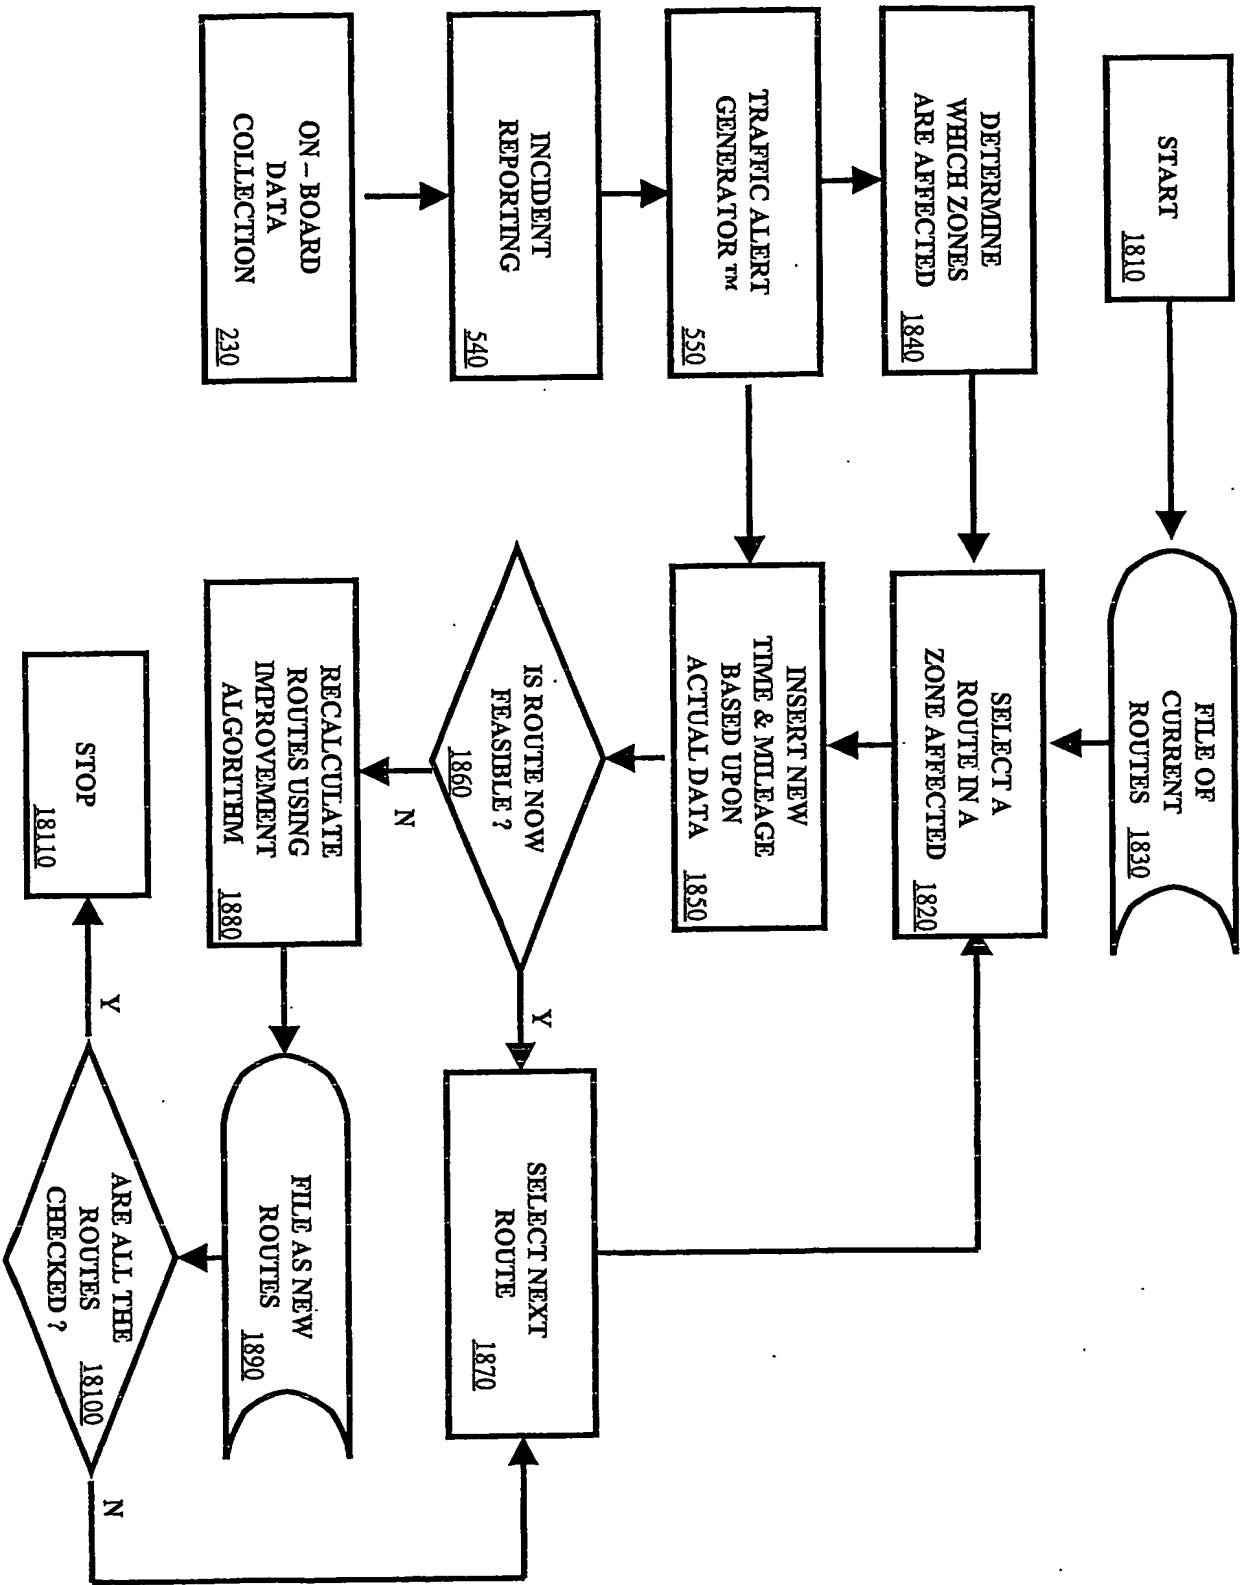 START
1810
FILE OF
CURRENT
ROUTES
1830
DETERMINE
WHICH ZONES
ARE AFFECTED
1840
SELECT A
ROUTE IN A
ZONE AFFECTED
1820
TRAFFIC ALERT
GENERATOR ™
550
INSERT NEW
TIME & MILEAGE
BASED UPON
ACTUAL DATA
1850
INCIDENT
REPORTING
540
IS ROUTE NOW
FEASIBLE ?
1860
Y
N
SELECT NEXT
ROUTE
1870
ON – BOARD
DATA
COLLECTION
230
RECALCULATE
ROUTES USING
IMPROVEMENT
ALGORITHM
1880
FILE AS NEW
ROUTES
1890
STOP
18110
Y
ARE ALL THE
ROUTES
CHECKED ?
18100
N